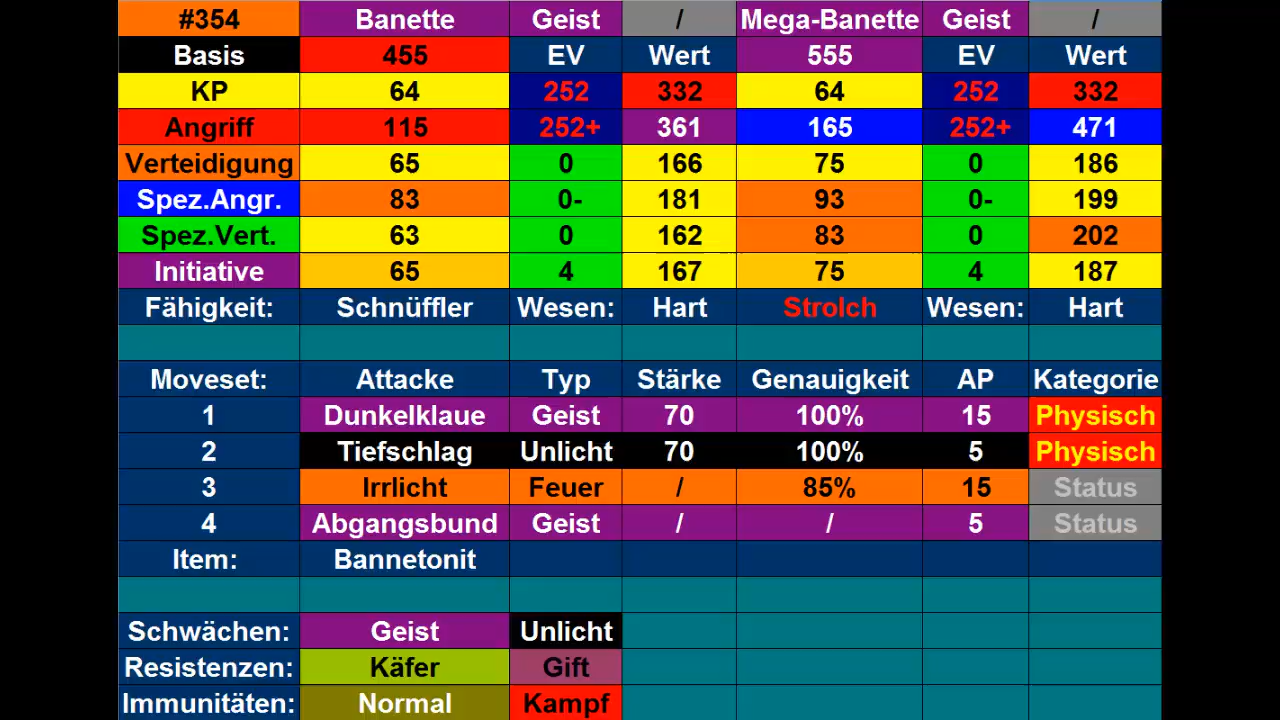 #354 Banette Geist / Mega-Banette Geist /
Basis 455 EV Wert 555 EV Wert
KP 64 252 332 64 252 332
Angriff 115 252+ 361 165 252+ 471
Verteidigung 65 0 166 75 0 186
Spez.Angr. 83 0- 181 93 0- 199
Spez.Vert. 63 0 162 83 0 202
Initiative 65 4 167 75 4 187
Fähigkeit: Schnüffler Wesen: Hart Strolch Wesen: Hart
Moveset: Attacke Typ Stärke Genauigkeit AP Kategorie
1 Dunkelklaue Geist 70 100% 15 Physisch
2 Tiefschlag Unlicht 70 100% 5 Physisch
3 Irrlicht Feuer / 85% 15 Status
4 Abgangsbund Geist / / 5 Status
Item: Bannetonit
Schwächen: Geist Unlicht
Resistenzen: Käfer Gift
Immunitäten: Normal Kampf